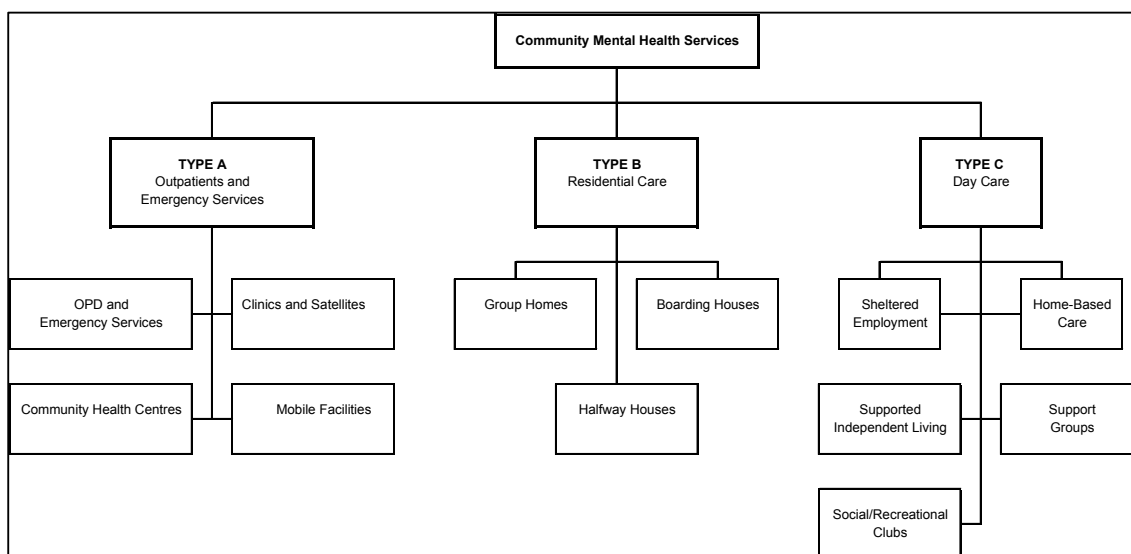 Community Mental Health Services
TYPE A
Outpatients and
Emergency Services
TYPE B
Residential Care
TYPE C
Day Care
OPD and
Emergency Services
Clinics and Satellites
Community Health Centres
Mobile Facilities
Group Homes
Boarding Houses
Halfway Houses
Sheltered
Employment
Home-Based
Care
Supported
Independent Living
Support
Groups
Social/Recreational
Clubs